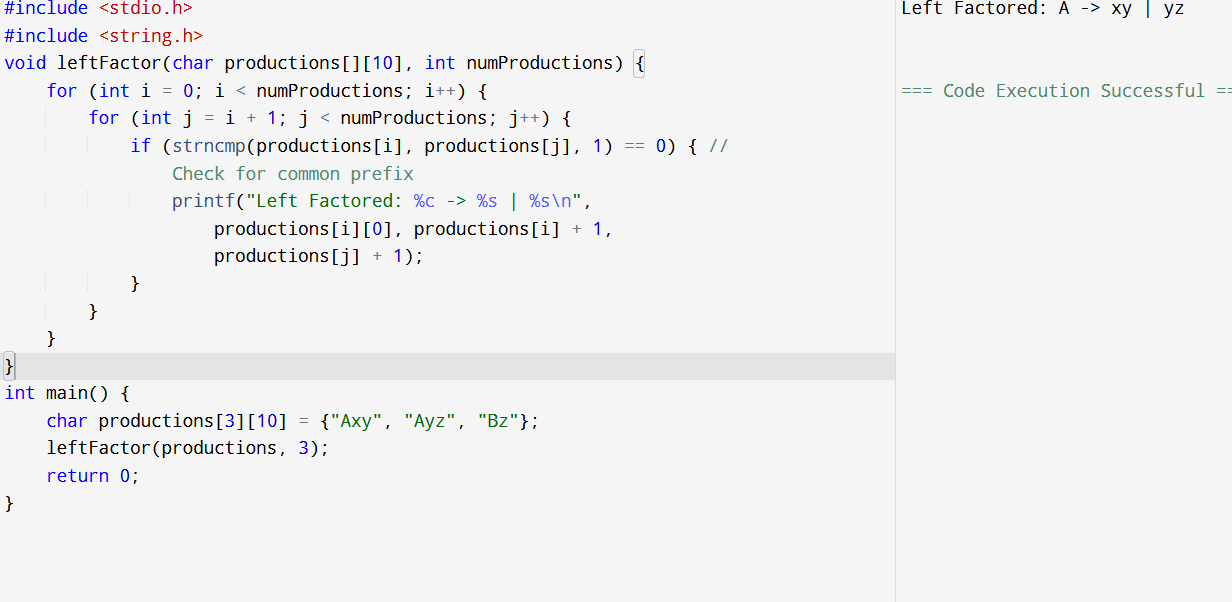 #include <stdio.h>
#include <string.h>
void leftFactor(char productions[][10], int numProductions) {
    for (int i = 0; i < numProductions; i++) {
        for (int j = i + 1; j < numProductions; j++) {
            if (strncmp(productions[i], productions[j], 1) == 0) { //
                Check for common prefix
                printf("Left Factored: %c -> %s | %s\n",
                    productions[i][0], productions[i] + 1,
                    productions[j] + 1);
            }
        }
    }
}
int main() {
    char productions[3][10] = {"Axy", "Ayz", "Bz"};
    leftFactor(productions, 3);
    return 0;
}
Left Factored: A -> xy | yz
=== Code Execution Successful ==